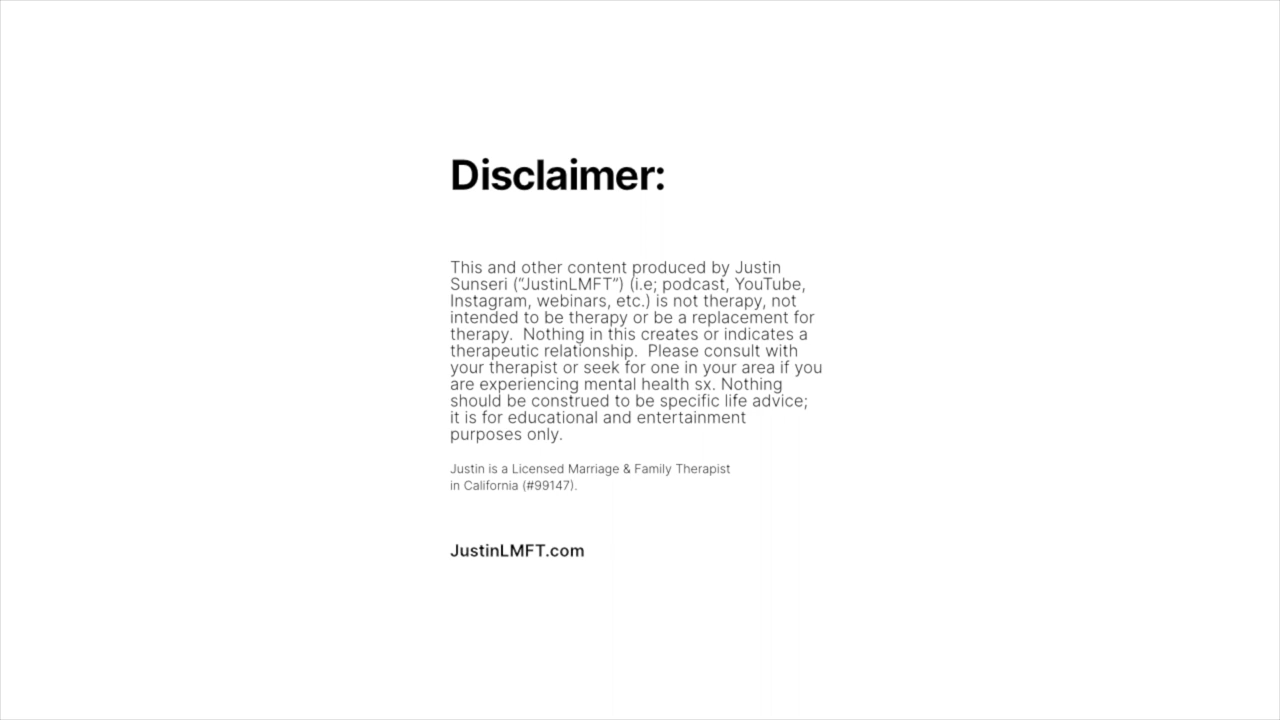 Disclaimer:
This and other content produced by Justin
Sunseri (“JustinLMFT”) (i.e; podcast, YouTube,
Instagram, webinars, etc.) is not therapy, not
intended to be therapy or be a replacement for
therapy.  Nothing in this creates or indicates a
therapeutic relationship.  Please consult with
your therapist or seek for one in your area if you
are experiencing mental health sx. Nothing
should be construed to be specific life advice;
it is for educational and entertainment
purposes only.
Justin is a Licensed Marriage & Family Therapist
in California (#99147).
JustinLMFT.com